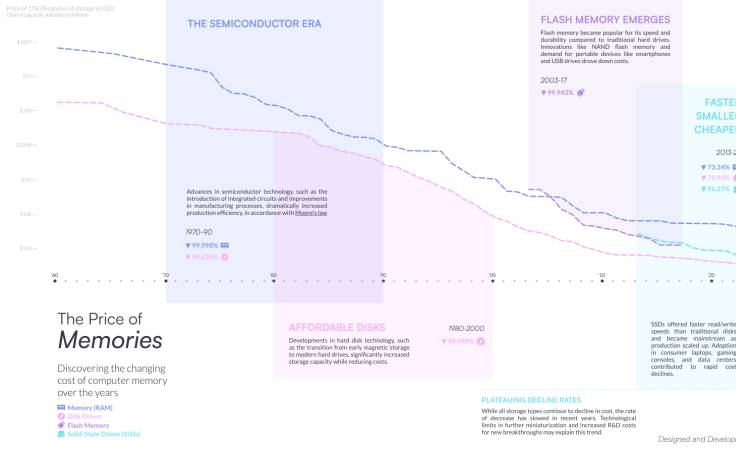 Price of 1TB (Terabyte) of storage in USD
Chart in Log Scale, Adjusted for Inflation
$100T
$1T
$10B
$100M
$1M
$10k
$100
THE SEMICONDUCTOR ERA
Advances in semiconductor technology, such as the
introduction of integrated circuits and improvements
in manufacturing processes, dramatically increased
production efficiency, in accordance with Moore's law
1970-90
▼99.998%
▼99.626%
FLASH MEMORY EMERGES
Flash memory became popular for its speed and
durability compared to traditional hard drives.
Innovations like NAND flash memory and
demand for portable devices like smartphones
and USB drives drove down costs.
2003-17
▼99.943%
FASTE
SMALLE
CHEAPE
2013-2
▼73.24%
▼72.93%
▼96.27%
'60
'70
'80
'90
'00
'10
'20
The Price of
Memories
Discovering the changing
cost of computer memory
over the years
Memory (RAM)
Disk Drives
Flash Memory
Solid-State Drives (SSDs)
AFFORDABLE DISKS
1980-2000
Developments in hard disk technology, such
as the transition from early magnetic storage
to modern hard drives, significantly increased
storage capacity while reducing costs.
▼99.999%
SSDs offered faster read/write
speeds than traditional disks
and became mainstream as
production scaled up. Adoption
in consumer laptops, gaming
consoles, and data centers
contributed to rapid cost
declines.
PLATEAUING DECLINE RATES
While all storage types continue to decline in cost, the rate
of decrease has slowed in recent years. Technological
limits in further miniaturization and increased R&D costs
for new breakthroughs may explain this trend.
Designed and Develope